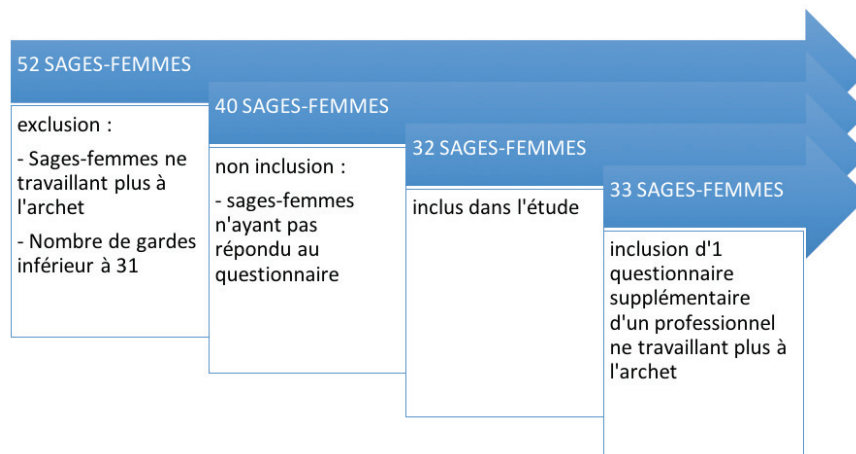 52 SAGES-FEMMES
exclusion :
- Sages-femmes ne
travaillant plus à
l'archet
- Nombre de gardes
inférieur à 31
40 SAGES-FEMMES
non inclusion :
- sages-femmes
n'ayant pas
répondu au
questionnaire
32 SAGES-FEMMES
inclus dans l'étude
33 SAGES-FEMMES
inclusion d'1
questionnaire
supplémentaire
d'un professionnel
ne travaillant plus à
l'archet